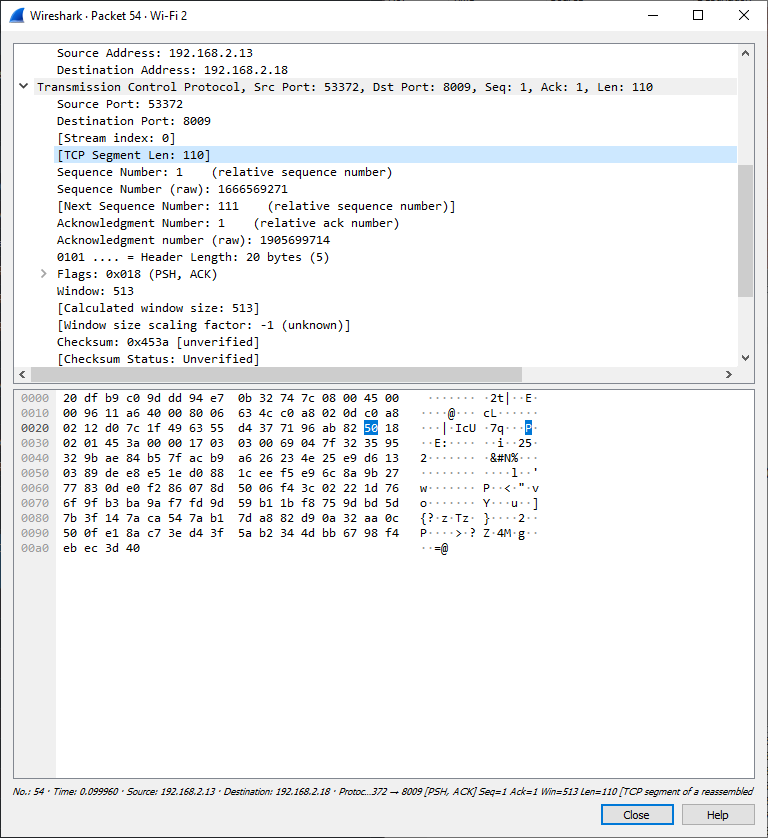 Wireshark · Packet 54 · Wi-Fi 2
Source Address: 192.168.2.13
Destination Address: 192.168.2.18
Transmission Control Protocol, Src Port: 53372, Dst Port: 8009, Seq: 1, Ack: 1, Len: 110
Source Port: 53372
Destination Port: 8009
[Stream index: 0]
[TCP Segment Len: 110]
Sequence Number: 1    (relative sequence number)
Sequence Number (raw): 1666569271
[Next Sequence Number: 111    (relative sequence number)]
Acknowledgment Number: 1    (relative ack number)
Acknowledgment number (raw): 1905699714
0101 .... = Header Length: 20 bytes (5)
Flags: 0x018 (PSH, ACK)
Window: 513
[Calculated window size: 513]
[Window size scaling factor: -1 (unknown)]
Checksum: 0x453a [unverified]
[Checksum Status: Unverified]
0000 20 df b9 c0 9d dd 94 e7 0b 32 74 7c 08 00 45 00 ········ ·2t|··E·
0010 00 96 11 a6 40 00 80 06 63 4c c0 a8 02 0d c0 a8 ····@··· cL······
0020 02 12 d0 7c 1f 49 63 55 d4 37 71 96 ab 82 50 18 ···|·IcU ·7q···P·
0030 02 01 45 3a 00 00 17 03 03 00 69 04 7f 32 35 95 ··E:···· ··i··25·
0040 32 9b ae 84 b5 7f ac b9 a6 26 23 4e 25 e9 d6 13 2······· ·&#N%···
0050 03 89 de e8 e5 1e d0 88 1c ee f5 e9 6c 8a 9b 27 ········ ····l··'
0060 77 83 0d e0 f2 86 07 8d 50 06 f4 3c 02 22 1d 76 w······· P··<·"·v
0070 6f 9f b3 ba 9a f7 fd 9d 59 b1 1b f8 75 9d bd 5d o······· Y···u··]
0080 7b 3f 14 7a ca 54 7a b1 7d a8 82 d9 0a 32 aa 0c {?·z·Tz· }····2··
0090 50 0f e1 8a c7 3e d4 3f 5a b2 34 4d bb 67 98 f4 P····>·? Z·4M·g··
00a0 eb ec 3d 40 ··=@
No.: 54 · Time: 0.099960 · Source: 192.168.2.13 · Destination: 192.168.2.18 · Protoc...372 → 8009 [PSH, ACK] Seq=1 Ack=1 Win=513 Len=110 [TCP segment of a reassembled
Close Help